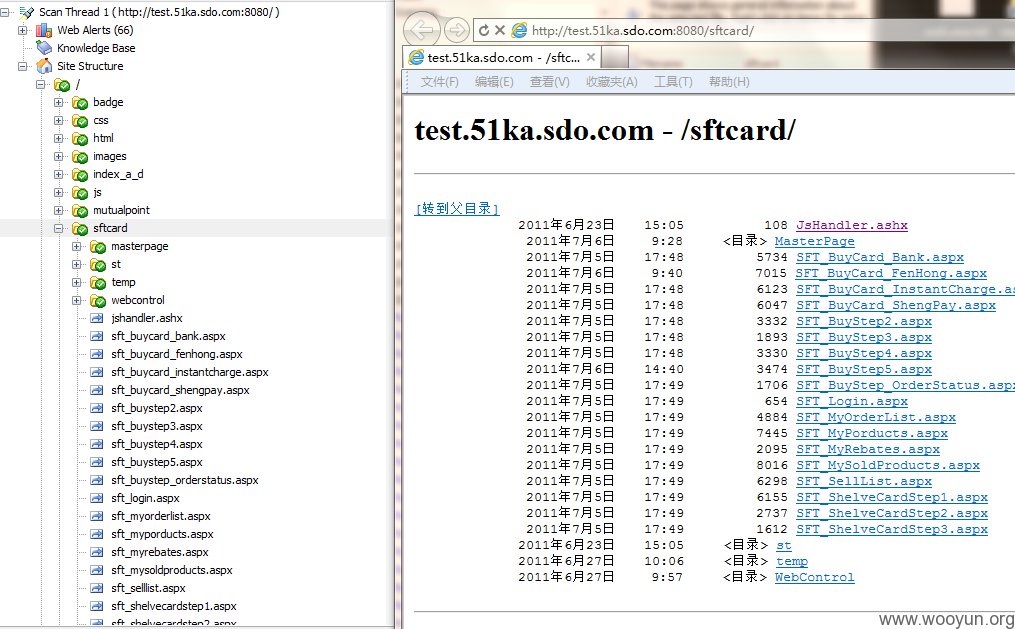 Scan Thread 1 ( http://test.51ka.sdo.com:8080/ )
Web Alerts (66)
Knowledge Base
Site Structure
/
badge
css
html
images
index_a_d
js
mutualpoint
sftcard
masterpage
st
temp
webcontrol
jshandler.ashx
sft_buycard_bank.aspx
sft_buycard_fenhong.aspx
sft_buycard_instantcharge.aspx
sft_buycard_shengpay.aspx
sft_buystep2.aspx
sft_buystep3.aspx
sft_buystep4.aspx
sft_buystep5.aspx
sft_buystep_orderstatus.aspx
sft_login.aspx
sft_myorderlist.aspx
sft_myporducts.aspx
sft_myrebates.aspx
sft_mysoldproducts.aspx
sft_selllist.aspx
sft_shelvecardstep1.aspx
sft_shelvecardstep2.aspx
http://test.51ka.sdo.com:8080/sftcard/
test.51ka.sdo.com - /sftc...
文件(F) 编辑(E) 查看(V) 收藏夹(A) 工具(T) 帮助(H)
test.51ka.sdo.com - /sftcard/
[转到父目录]
2011年6月23日 15:05 108 JsHandler.ashx
2011年7月6日 9:28 <目录> MasterPage
2011年7月5日 17:48 5734 SFT_BuyCard_Bank.aspx
2011年7月6日 9:40 7015 SFT_BuyCard_FenHong.aspx
2011年7月5日 17:48 6123 SFT_BuyCard_InstantCharge.as
2011年7月5日 17:48 6047 SFT_BuyCard_ShengPay.aspx
2011年7月5日 17:48 3332 SFT_BuyStep2.aspx
2011年7月5日 17:48 1893 SFT_BuyStep3.aspx
2011年7月5日 17:48 3330 SFT_BuyStep4.aspx
2011年7月6日 14:40 3474 SFT_BuyStep5.aspx
2011年7月5日 17:49 1706 SFT_BuyStep_OrderStatus.aspx
2011年7月5日 17:49 654 SFT_Login.aspx
2011年7月5日 17:49 4884 SFT_MyOrderList.aspx
2011年7月5日 17:49 7445 SFT_MyPorducts.aspx
2011年7月5日 17:49 2095 SFT_MyRebates.aspx
2011年7月5日 17:49 8016 SFT_MySoldProducts.aspx
2011年7月5日 17:49 6298 SFT_SellList.aspx
2011年7月5日 17:49 6155 SFT_ShelveCardStep1.aspx
2011年7月5日 17:49 2737 SFT_ShelveCardStep2.aspx
2011年7月5日 17:49 1612 SFT_ShelveCardStep3.aspx
2011年6月23日 15:05 <目录> st
2011年6月27日 10:06 <目录> temp
2011年6月27日 9:57 <目录> WebControl
www.wooyun.org